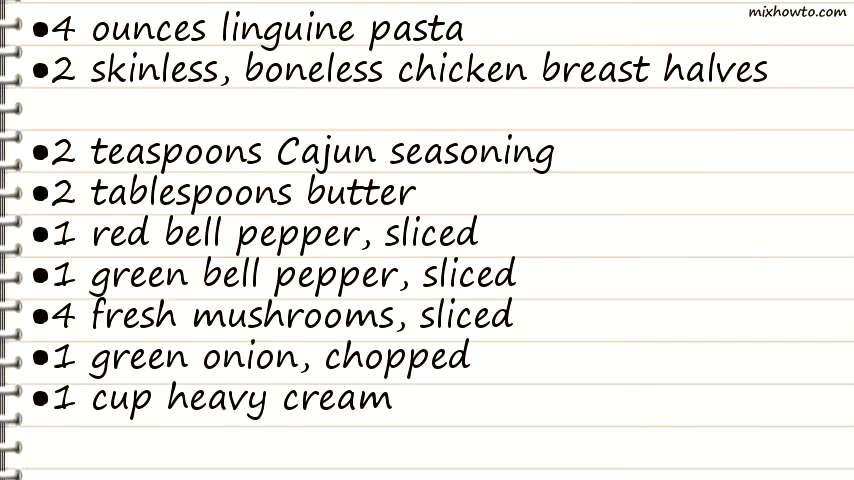 mixhowto.com
•4 ounces linguine pasta
•2 skinless, boneless chicken breast halves
•2 teaspoons Cajun seasoning
•2 tablespoons butter
•1 red bell pepper, sliced
•1 green bell pepper, sliced
•4 fresh mushrooms, sliced
•1 green onion, chopped
•1 cup heavy cream